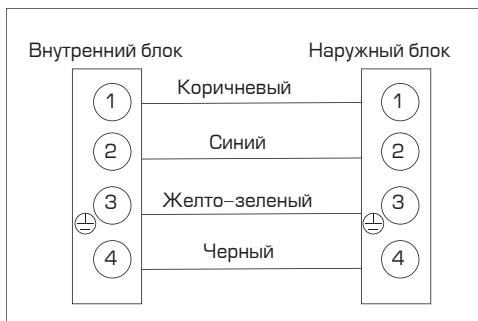 Внутренний блок Наружный блок
1 Коричневый 1
2 Синий 2
3 Желто–зеленый 3
4 Черный 4